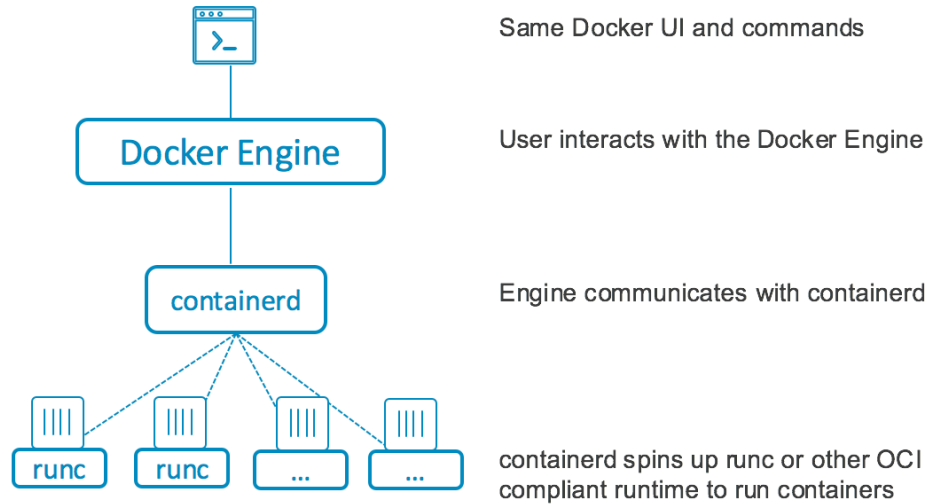 >_
Same Docker UI and commands
Docker Engine
User interacts with the Docker Engine
containerd
Engine communicates with containerd
runc
runc
...
...
containerd spins up runc or other OCI
compliant runtime to run containers